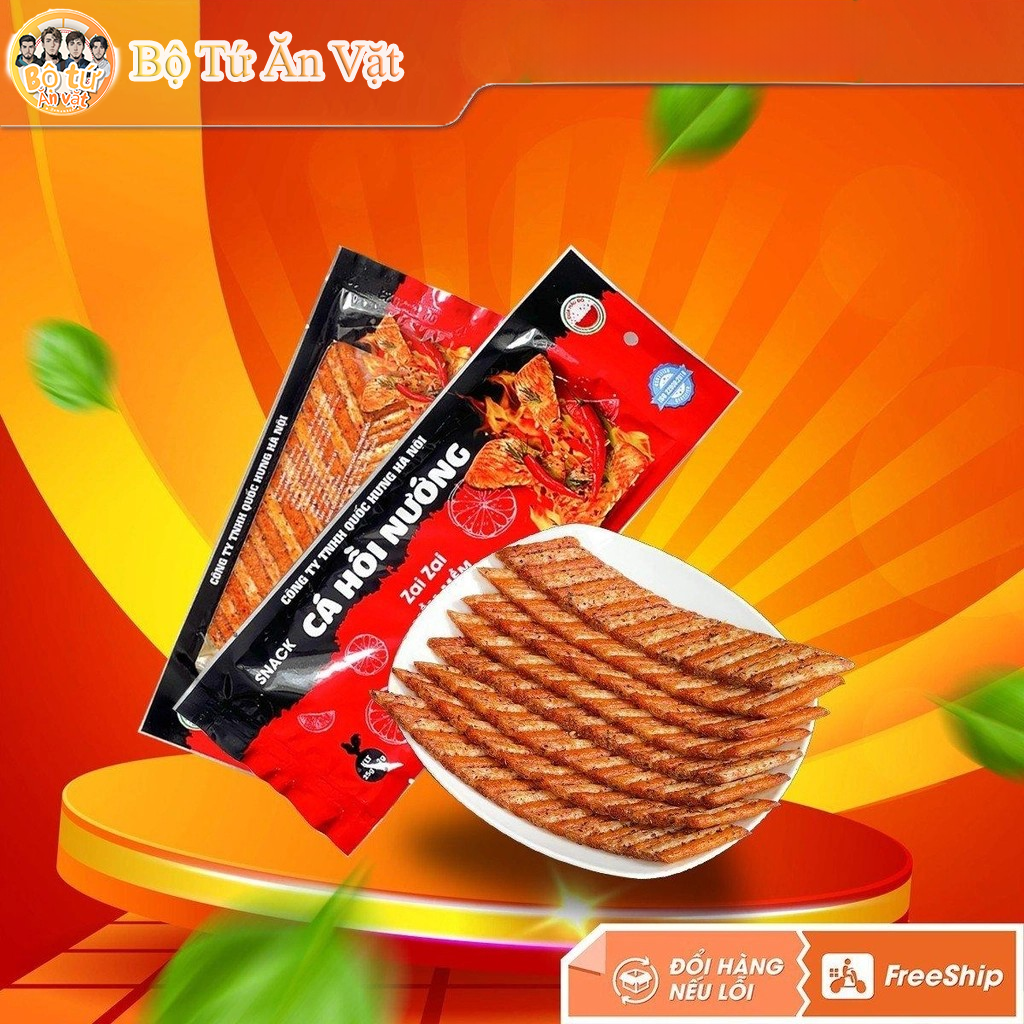 Bộ tứ
Ăn Vặt
Bộ Tứ Ăn Vặt
CÔNG TY TNHH QUỐC HƯNG HÀ NỘI
CÔNG TY TNHH QUỐC HƯNG HÀ NỘI
SNACK CÁ HỒI NƯỚNG
Zai Zai
MỀM
ĐỔI HÀNG
NẾU LỖI
FreeShip